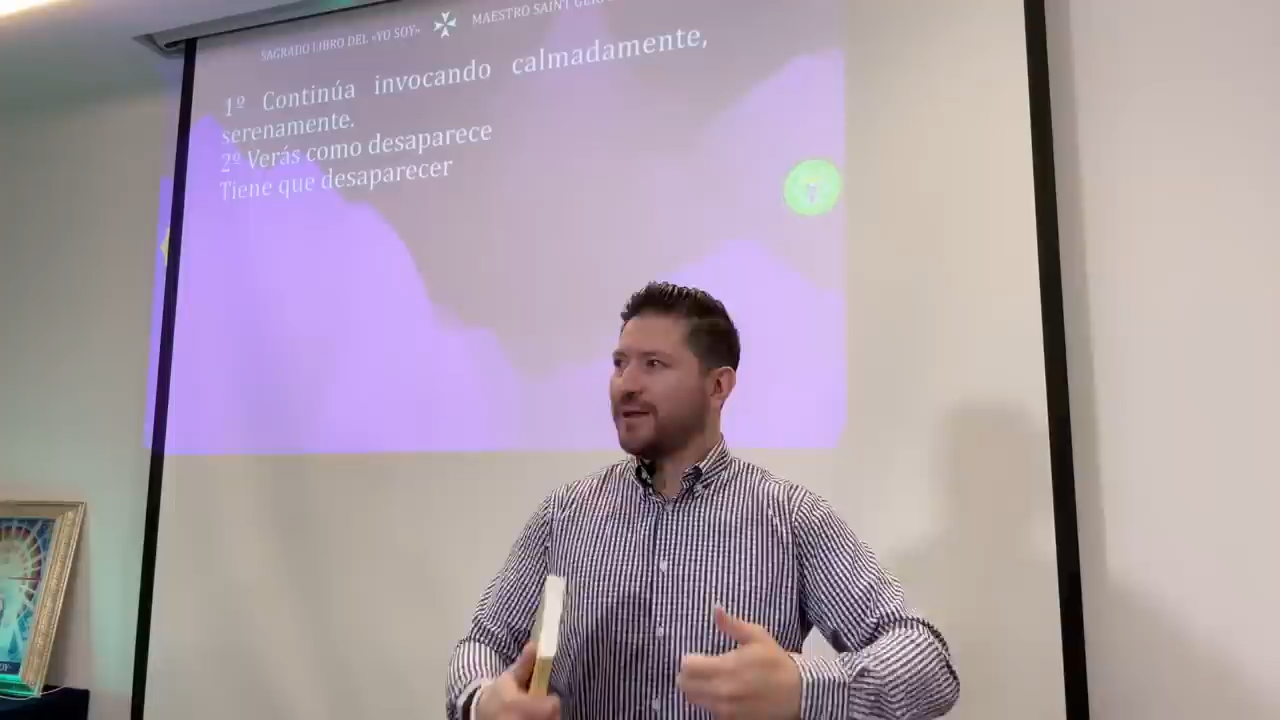 SAGRADO LIBRO DEL «YO SOY» MAESTRO SAINT
1º Continúa invocando calmadamente,
serenamente.
2º Verás como desaparece
Tiene que desaparecer